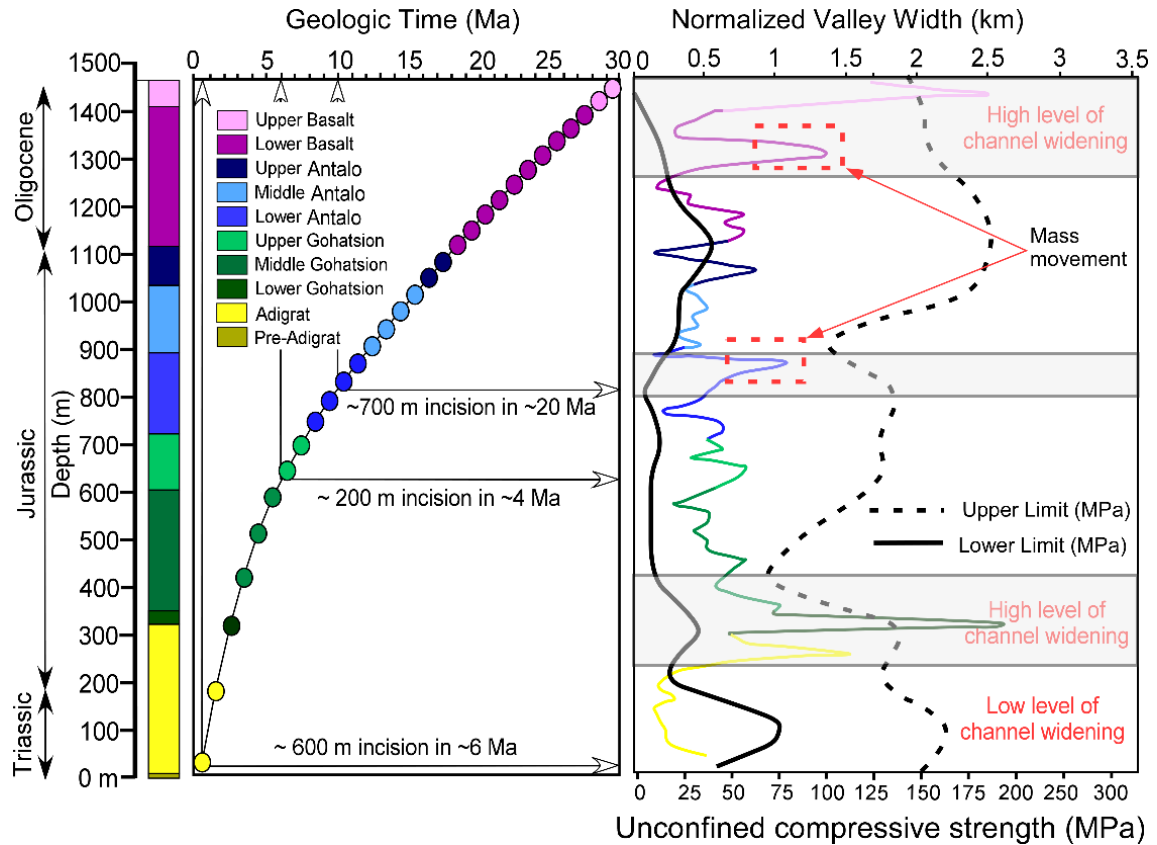 Geologic Time (Ma)
Normalized Valley Width (km)
0 5 10 15 20 25 30
0 0.5 1 1.5 2 2.5 3 3.5
1500
1400
1300
1200
1100
1000
900
800
700
600
500
400
300
200
100
0 m
Depth (m)
Oligocene
Jurassic
Triassic
Upper Basalt
Lower Basalt
Upper Antalo
Middle Antalo
Lower Antalo
Upper Gohatsion
Middle Gohatsion
Lower Gohatsion
Adigrat
Pre-Adigrat
~700 m incision in ~20 Ma
~ 200 m incision in ~4 Ma
~ 600 m incision in ~6 Ma
High level of
channel widening
Mass
movement
Upper Limit (MPa)
Lower Limit (MPa)
High level of
channel widening
Low level of
channel widening
0 25 50 75 100 125 150 175 150 175 300
Unconfined compressive strength (MPa)